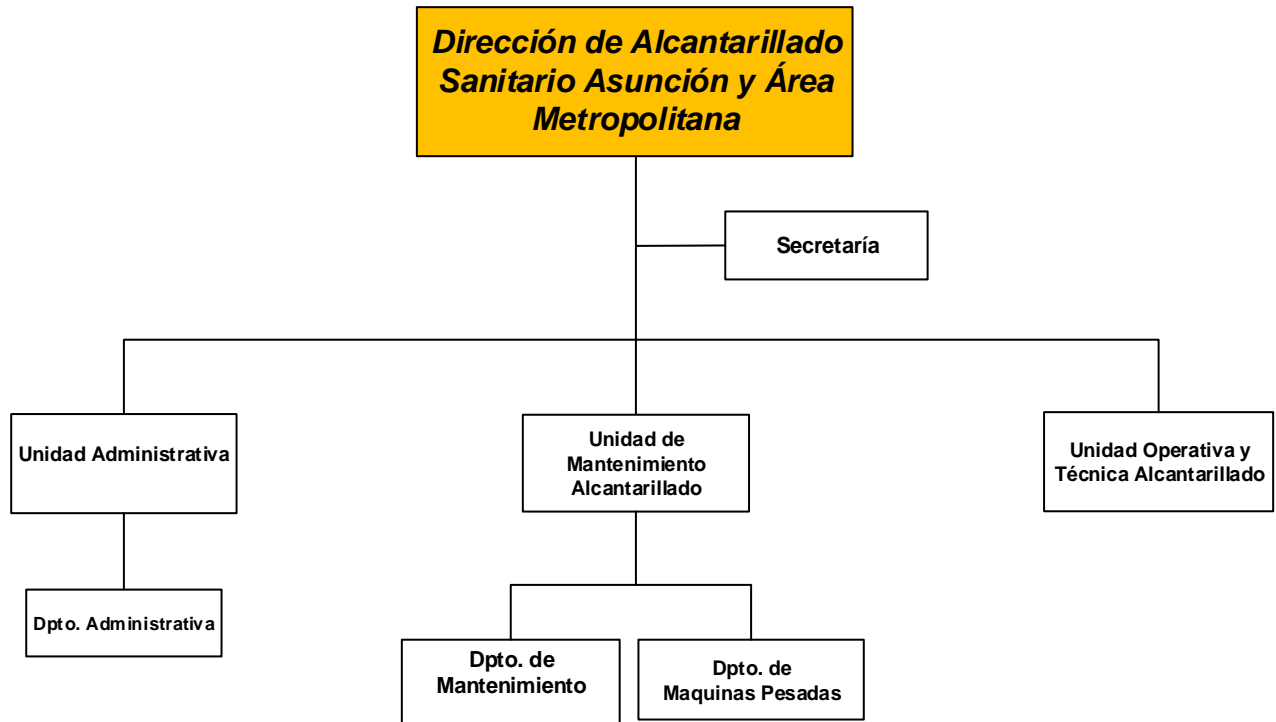 Dirección de Alcantarillado
Sanitario Asunción y Área
Metropolitana
Secretaría
Unidad Administrativa
Unidad de
Mantenimiento
Alcantarillado
Unidad Operativa y
Técnica Alcantarillado
Dpto. Administrativa
Dpto. de
Mantenimiento
Dpto. de
Maquinas Pesadas